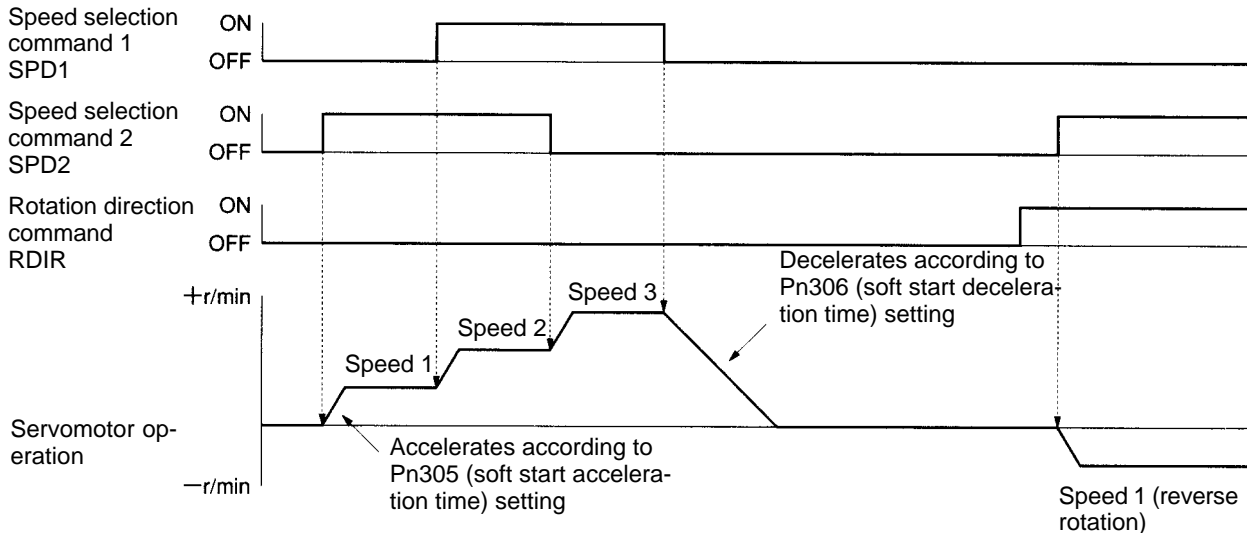 Speed selection
command 1
SPD1
ON
OFF
Speed selection
command 2
SPD2
ON
OFF
Rotation direction
command
RDIR
ON
OFF
+r/min
Speed 1
Speed 2
Speed 3
Decelerates according to
Pn306 (soft start decelera-
tion time) setting
Servomotor op-
eration
Accelerates according to
Pn305 (soft start accelera-
tion time) setting
−r/min
Speed 1 (reverse
rotation)